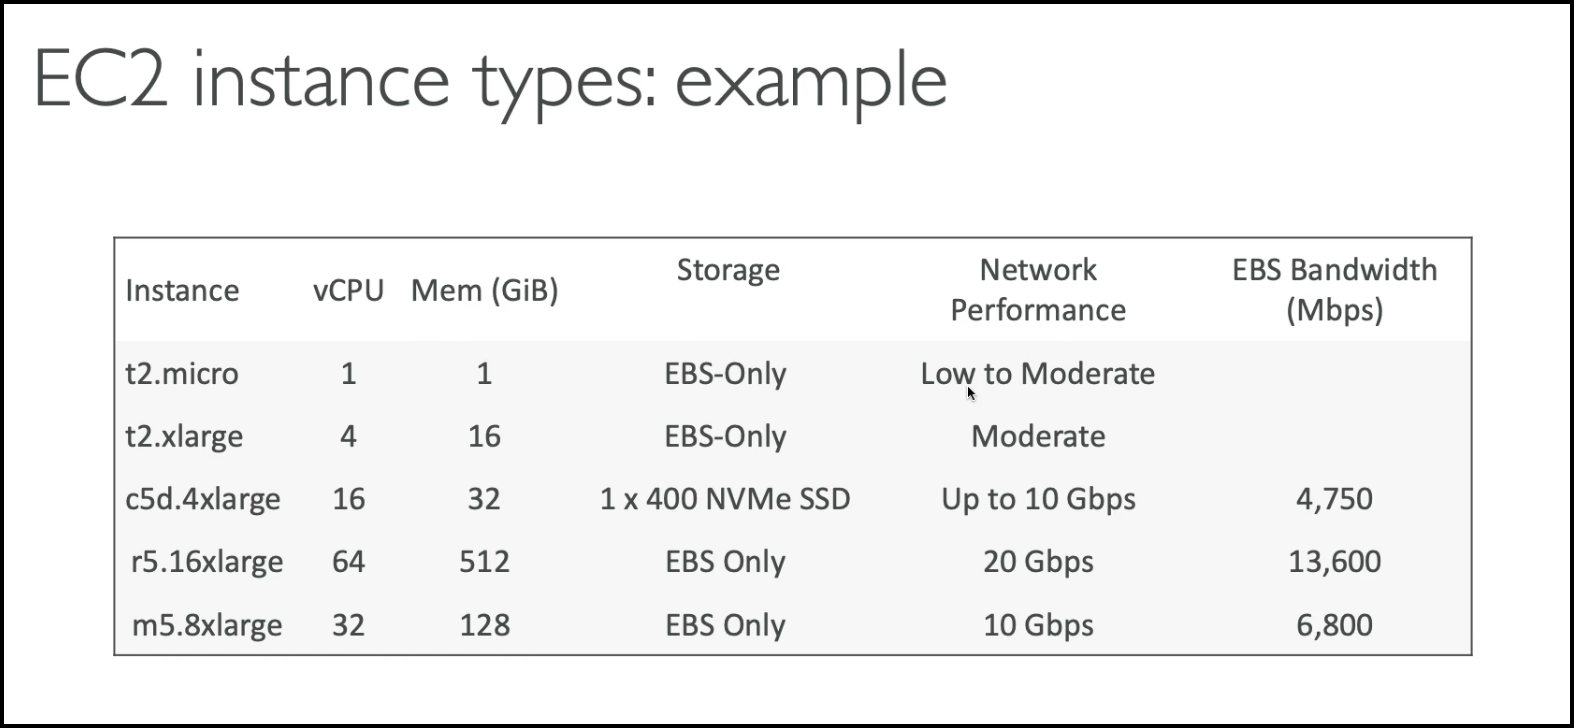 EC2 instance types: example
Instance vCPU Mem (GiB) Storage Network Performance EBS Bandwidth (Mbps)
t2.micro 1 1 EBS-Only Low to Moderate
t2.xlarge 4 16 EBS-Only Moderate
c5d.4xlarge 16 32 1 x 400 NVMe SSD Up to 10 Gbps 4,750
r5.16xlarge 64 512 EBS Only 20 Gbps 13,600
m5.8xlarge 32 128 EBS Only 10 Gbps 6,800